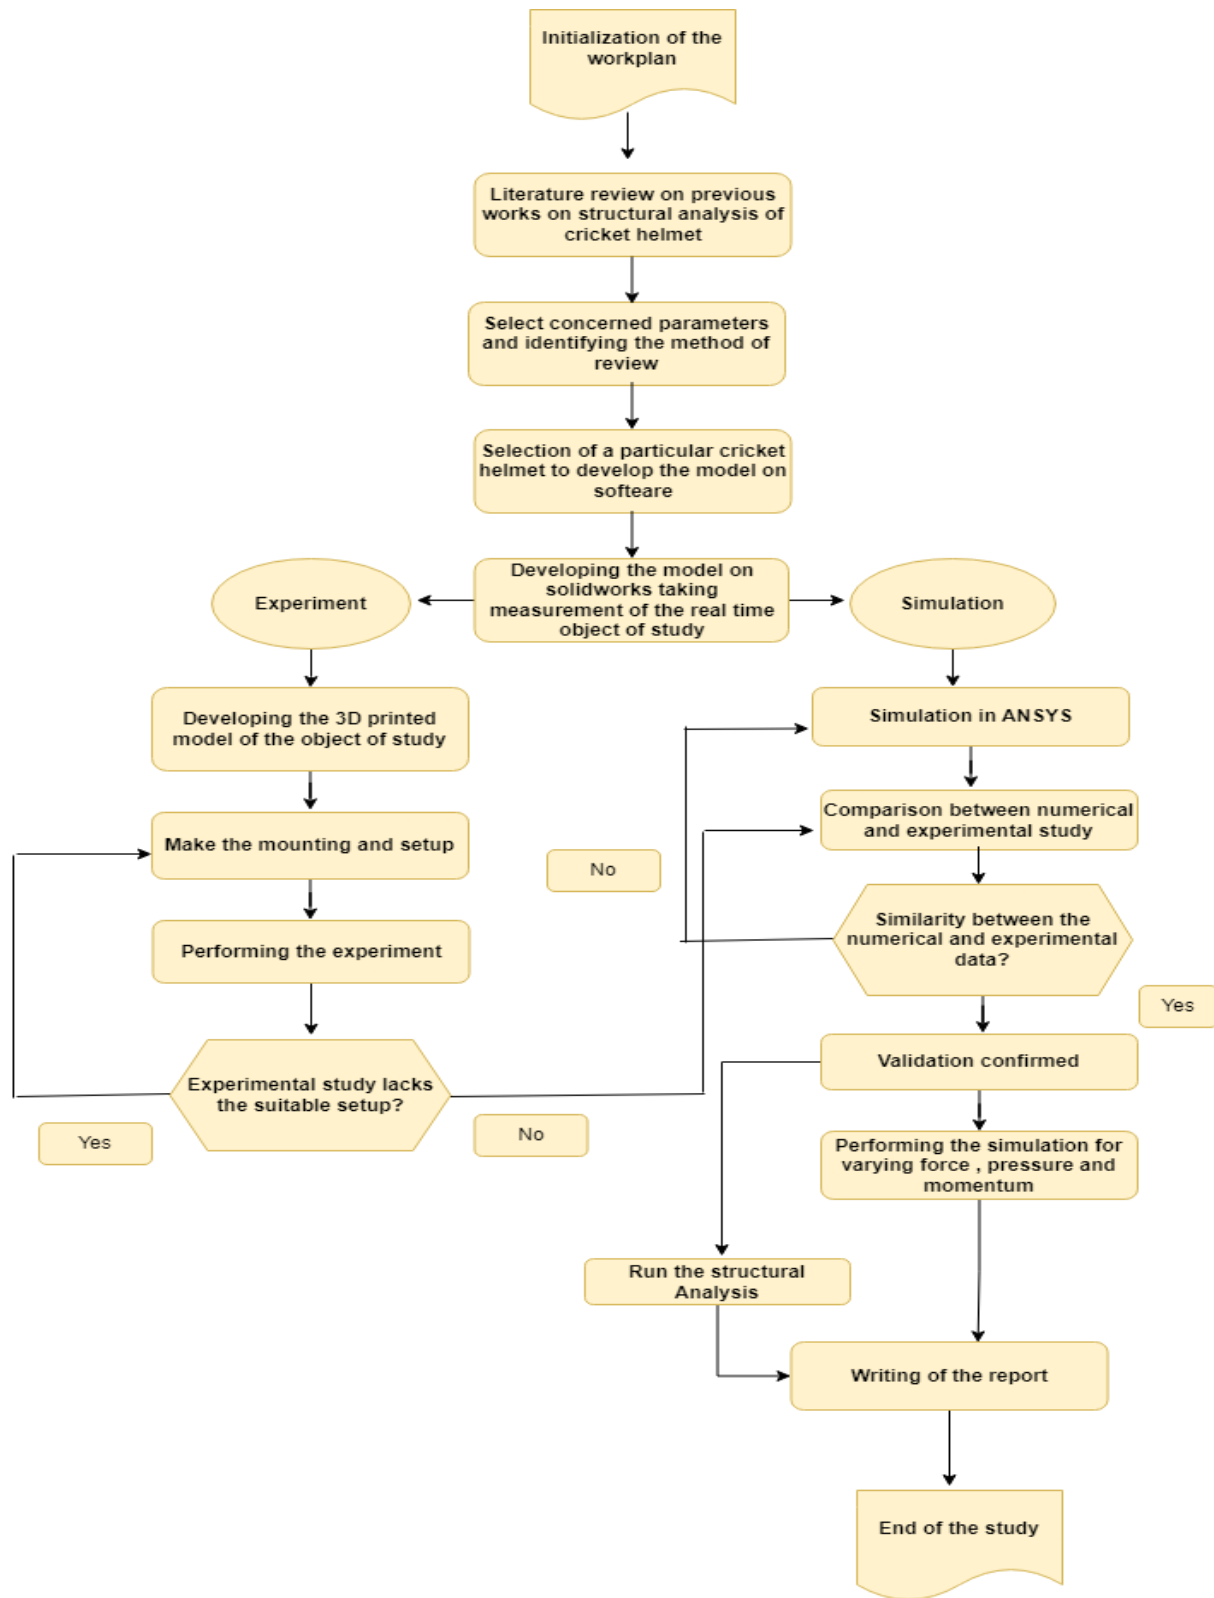 Initialization of the
workplan
Literature review on previous
works on structural analysis of
cricket helmet
Select concerned parameters
and identifying the method of
review
Selection of a particular cricket
helmet to develop the model on
softeare
Developing the model on
solidworks taking
measurement of the real time
object of study
Experiment
Simulation
Developing the 3D printed
model of the object of study
Make the mounting and setup
Performing the experiment
Experimental study lacks
the suitable setup?
Yes
No
Simulation in ANSYS
Comparison between numerical
and experimental study
No
Similarity between the
numerical and experimental
data?
Yes
Validation confirmed
Performing the simulation for
varying force , pressure and
momentum
Run the structural
Analysis
Writing of the report
End of the study